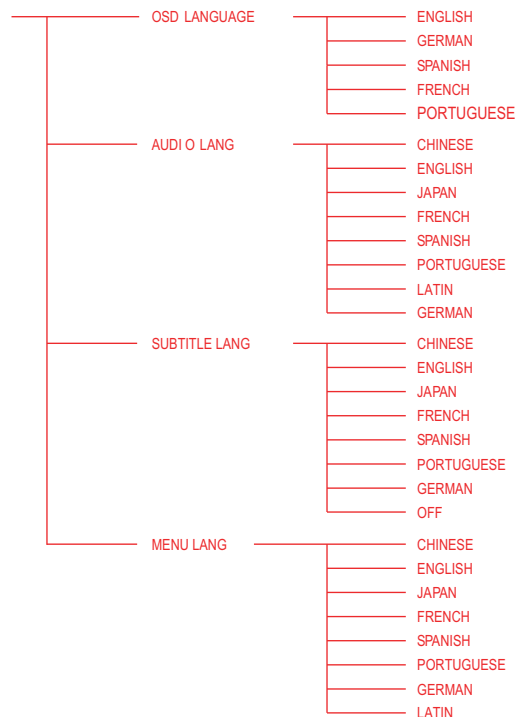 OSD LANGUAGE
ENGLISH
GERMAN
SPANISH
FRENCH
PORTUGUESE
AUDI O LANG
CHINESE
ENGLISH
JAPAN
FRENCH
SPANISH
PORTUGUESE
LATIN
GERMAN
SUBTITLE LANG
CHINESE
ENGLISH
JAPAN
FRENCH
SPANISH
PORTUGUESE
GERMAN
OFF
MENU LANG
CHINESE
ENGLISH
JAPAN
FRENCH
SPANISH
PORTUGUESE
GERMAN
LATIN